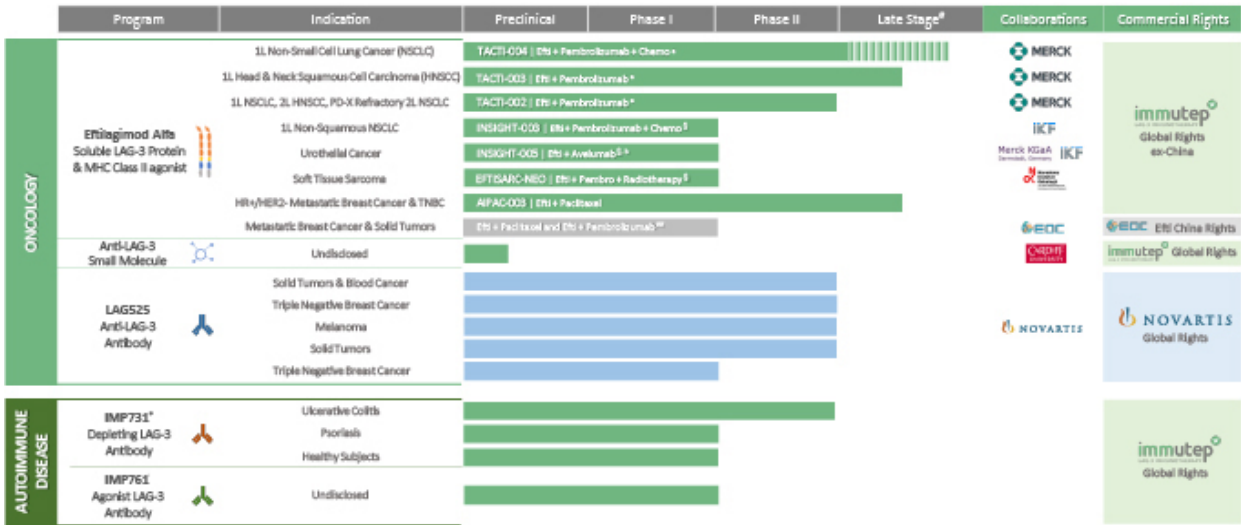 Program Indication Preclinical Phase I Phase II Late Stage# Collaborations Commercial Rights
ONCOLOGY
Eftilagimod Alfa
Soluble LAG-3 Protein
& MHC Class II agonist
1L Non-Small Cell Lung Cancer (NSCLC) TACTI-004 | Efti + Pembrolizumab + Chemo+ MERCK
1L Head & Neck Squamous Cell Carcinoma (HNSCC) TACTI-003 | Efti + Pembrolizumab* MERCK
1L NSCLC, 2L HNSCC, PD-X Refractory 2L NSCLC TACTI-002 | Efti + Pembrolizumab* MERCK
1L Non-Squamous NSCLC INSIGHT-003 | Efti + Pembrolizumab + Chemo§ IKF
Urothelial Cancer INSIGHT-005 | Efti + Avelumab Merck KGaA
Darmstadt, Germany
IKF
Soft Tissue Sarcoma EFTISARC-NEO | Efti + Pembro + Radiotherapy§
HR+/HER2- Metastatic Breast Cancer & TNBC AIPAC-003 | Efti + Paclitaxel
Metastatic Breast Cancer & Solid Tumors Efti + Paclitaxel and Efti + Pembrolizumab EOC
immutep
Global Rights
ex-China
EOC Efti China Rights
Anti-LAG-3
Small Molecule
Undisclosed
CARDIFF
UNIVERSITY
immutep Global Rights
LAG525
Anti-LAG-3
Antibody
Solid Tumors & Blood Cancer
Triple Negative Breast Cancer
Melanoma
Solid Tumors
Triple Negative Breast Cancer
NOVARTIS
NOVARTIS
Global Rights
AUTOIMMUNE
DISEASE
IMP731+
Depleting LAG-3
Antibody
Ulcerative Colitis
Psoriasis
Healthy Subjects
IMP761
Agonist LAG-3
Antibody
Undisclosed
immutep
Global Rights